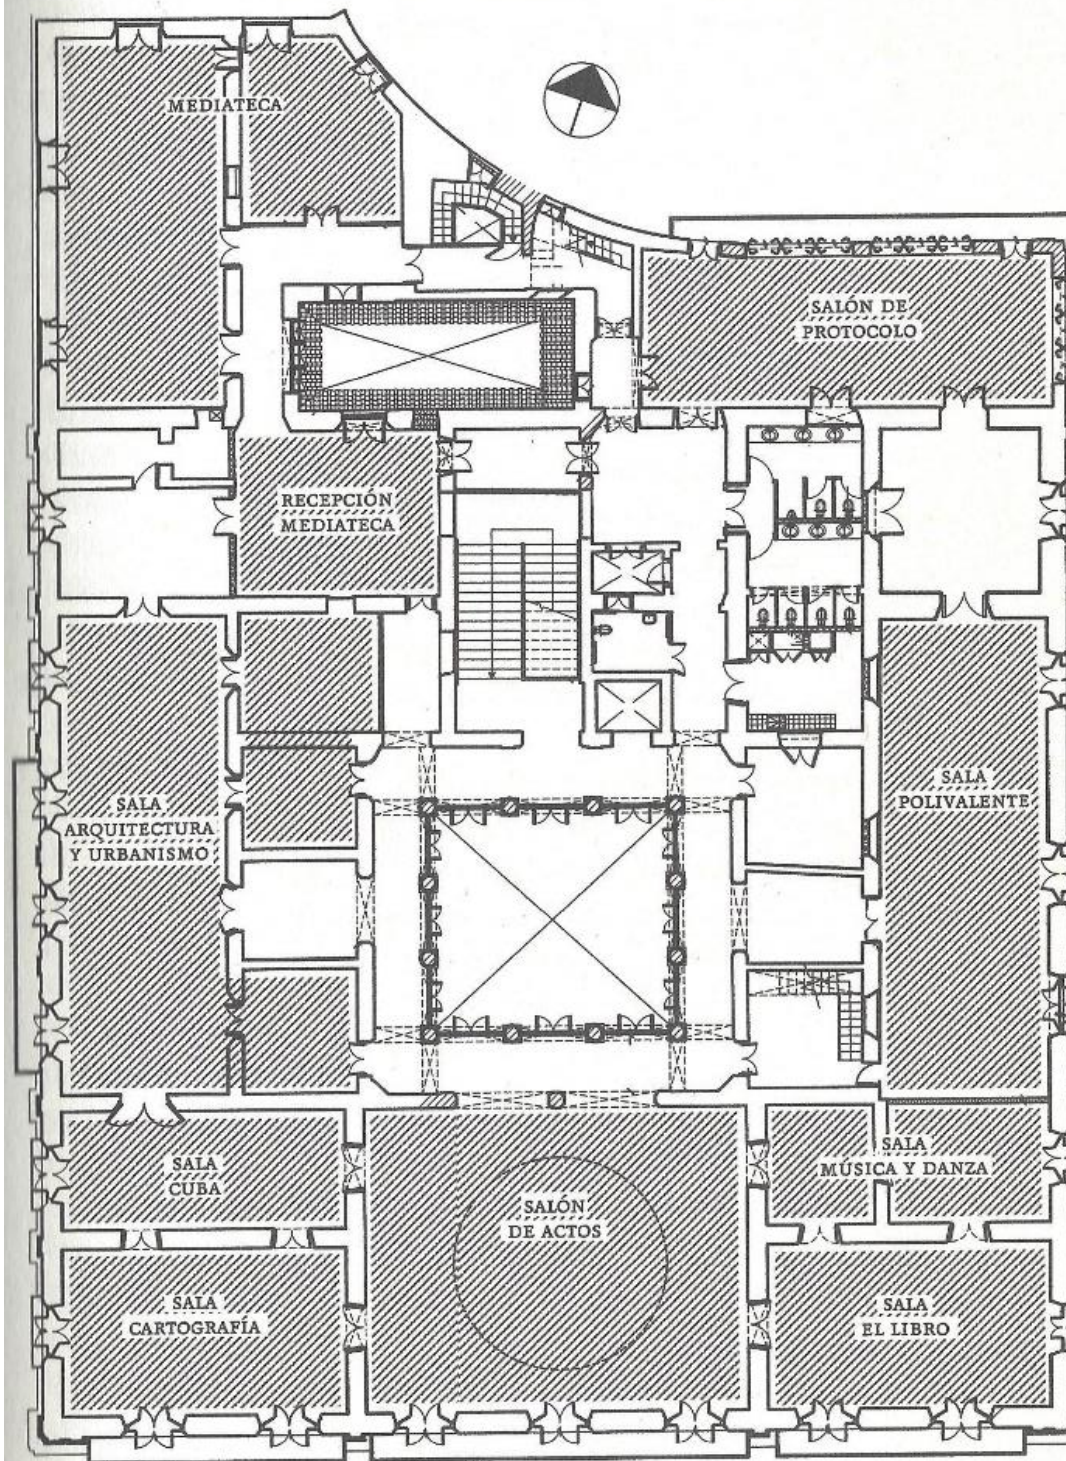 MEDIATECA
SALÓN DE
PROTOCOLO
RECEPCIÓN
MEDIATECA
SALA
ARQUITECTURA
Y URBANISMO
SALA
POLIVALENTE
SALA
CUBA
SALÓN
DE ACTOS
SALA
MÚSICA Y DANZA
SALA
CARTOGRAFÍA
SALA
EL LIBRO